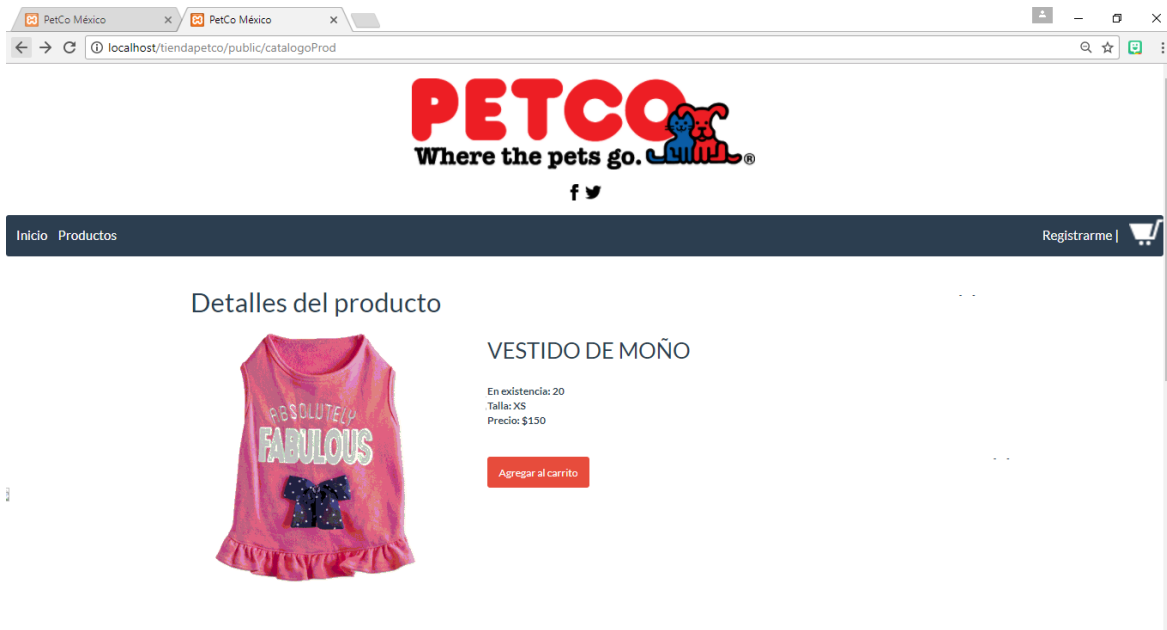 PetCo México
PetCo México
localhost/tiendapetco/public/catalogoProd
PETCO
Where the pets go. ®
Inicio Productos Registrarme |
Detalles del producto
VESTIDO DE MOÑO
En existencia: 20
Talla: XS
Precio: $150
Agregar al carrito
ABSOLUTELY
FABULOUS